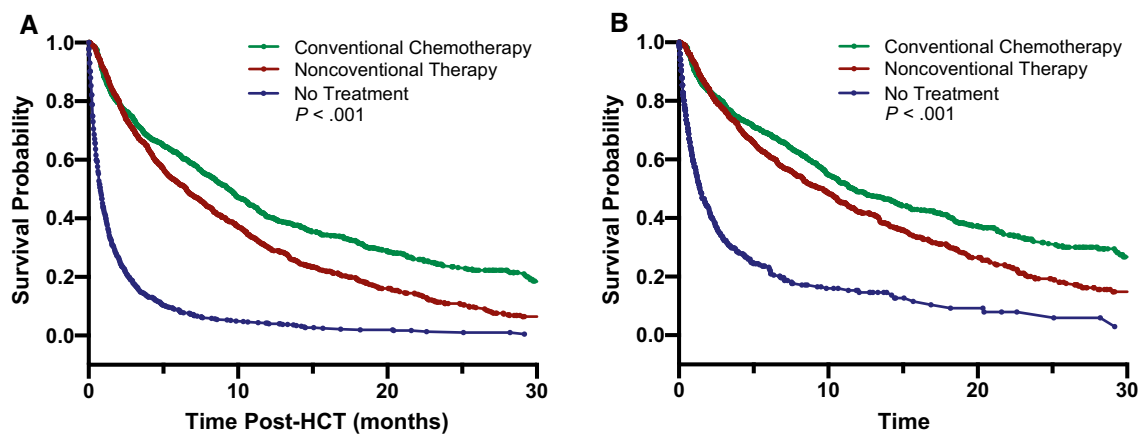 A
1.0
0.8
0.6
0.4
0.2
0.0
Survival Probability
Conventional Chemotherapy
Noncoventional Therapy
No Treatment
P < .001
0
10
20
30
Time Post-HCT (months)
B
1.0
0.8
0.6
0.4
0.2
0.0
Survival Probability
Conventional Chemotherapy
Noncoventional Therapy
No Treatment
P < .001
0
10
20
30
Time